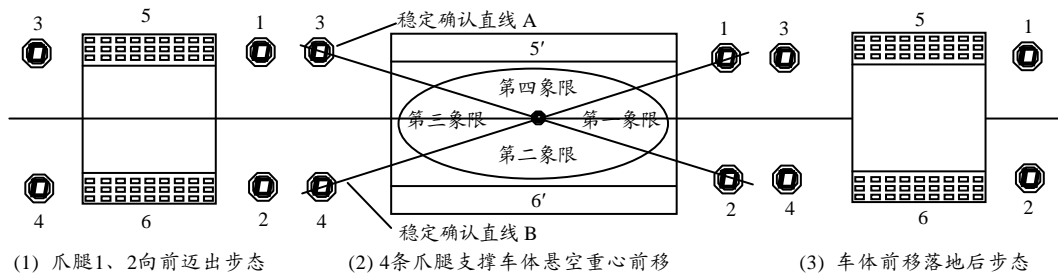 3 5 1 3 稳定确认直线 A 1 3 5 1
5′
第四象限
第三象限 第一象限
第二象限
4 6 2 4 6′ 2 4 6 2
稳定确认直线 B
(1) 爪腿1、2向前迈出步态 (2) 4条爪腿支撑车体悬空重心前移 (3) 车体前移落地后步态